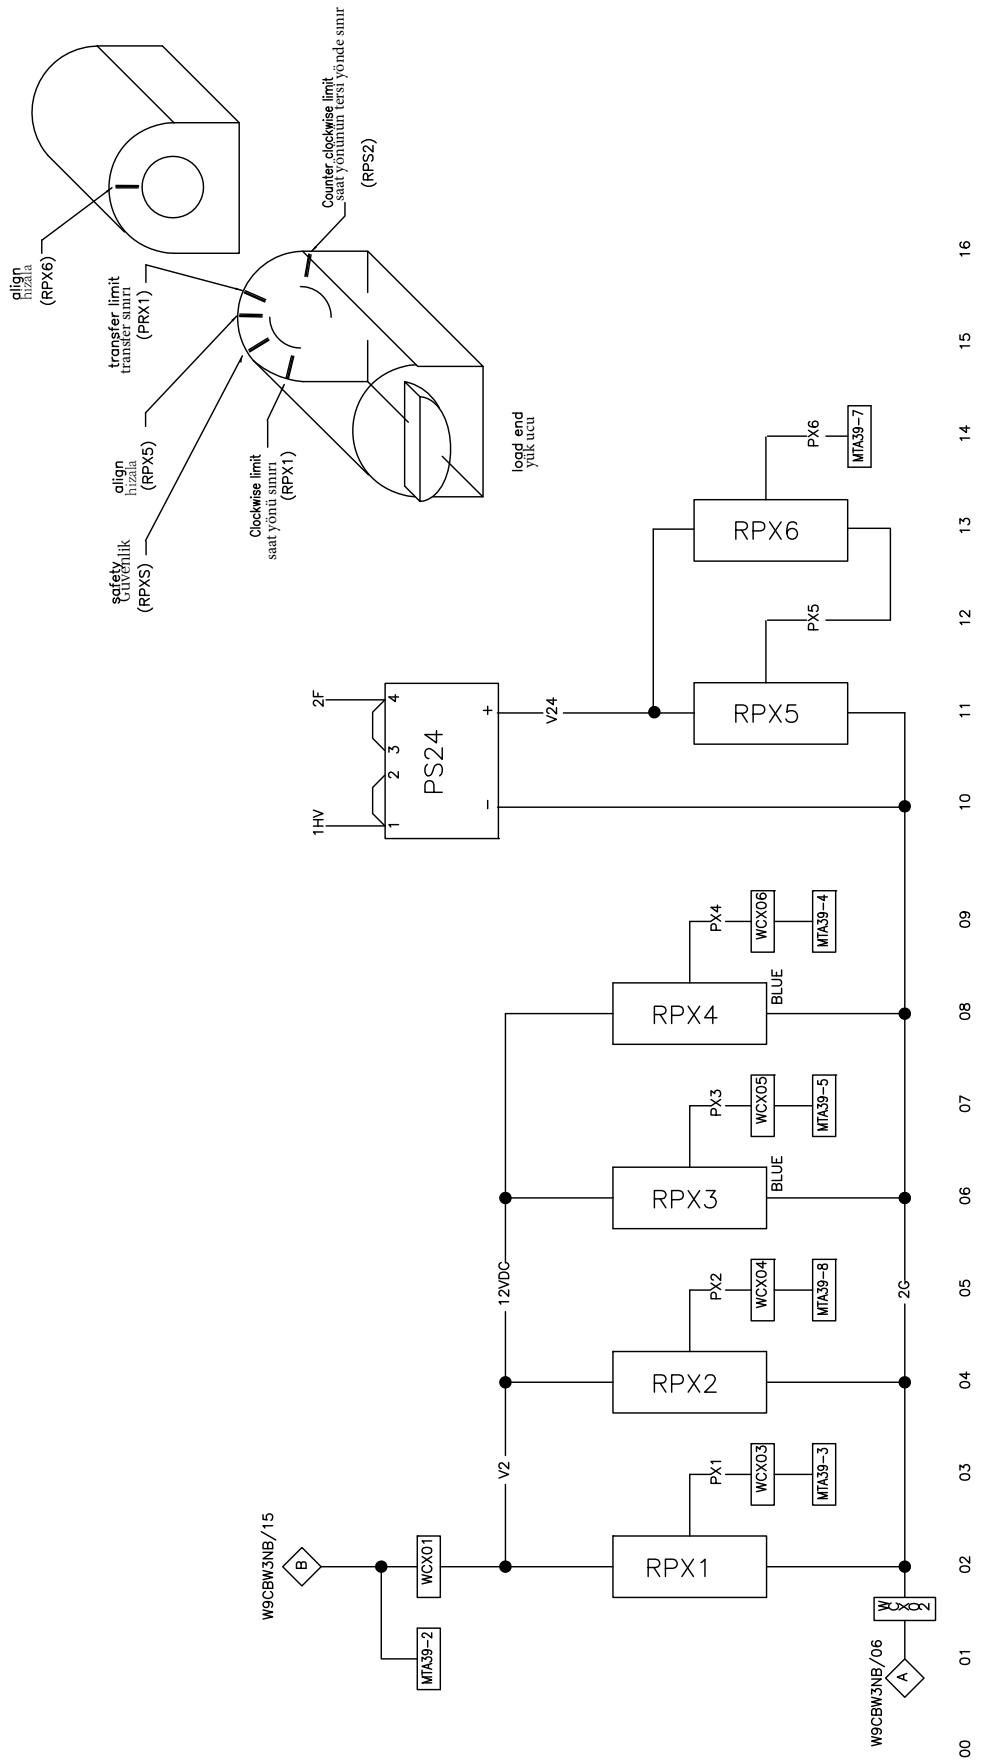 align
hizala
(RPX6)
transfer limit
transfer sınırı
(PRX1)
align
hizala
(RPX5)
safety
Güvenlik
(RPXS)
Clockwise limit
saat yönü sınırı
(RPX1)
Counter clockwise limit
saat yönünün tersi yönde sınır
(RPS2)
load end
yük ucu
W9CBW3NB/15
B
MTA39-2
WCX01
V2
12VDC
RPX1
PX1
WCX03
MTA39-3
RPX2
PX2
WCX04
MTA39-8
RPX3
BLUE
PX3
WCX05
MTA39-5
RPX4
BLUE
PX4
WCX06
MTA39-4
1HV
2F
1 2 3 4
PS24
- +
V24
RPX5
PX5
RPX6
PX6
MTA39-7
W9CBW3NB/06
A
WCX02
2G
00 01 02 03 04 05 06 07 08 09 10 11 12 13 14 15 16